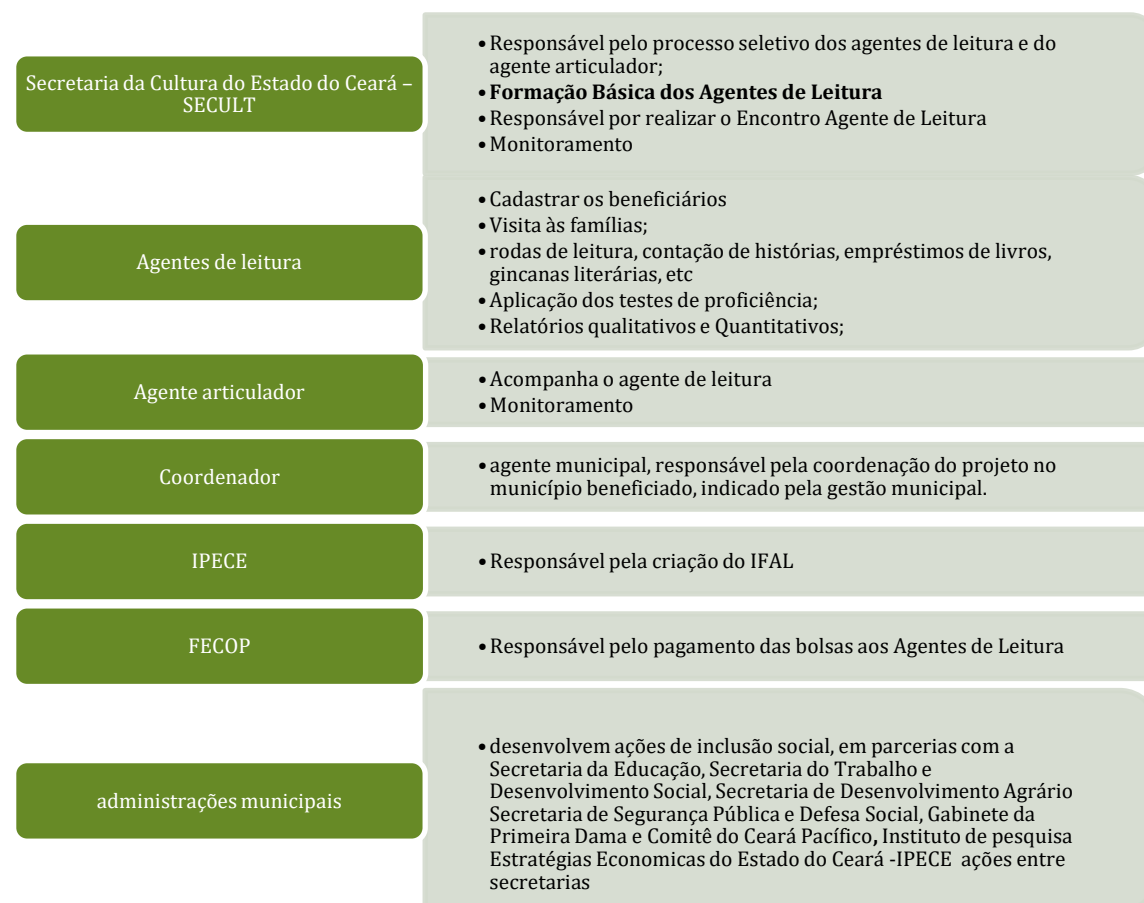 Secretaria da Cultura do Estado do Ceará –
SECULT
• Responsável pelo processo seletivo dos agentes de leitura e do
agente articulador;
• Formação Básica dos Agentes de Leitura
• Responsável por realizar o Encontro Agente de Leitura
• Monitoramento
Agentes de leitura
• Cadastrar os beneficiários
• Visita às famílias;
• rodas de leitura, contação de histórias, empréstimos de livros,
gincanas literárias, etc
• Aplicação dos testes de proficiência;
• Relatórios qualitativos e Quantitativos;
Agente articulador
• Acompanha o agente de leitura
• Monitoramento
Coordenador
• agente municipal, responsável pela coordenação do projeto no
município beneficiado, indicado pela gestão municipal.
IPECE
• Responsável pela criação do IFAL
FECOP
• Responsável pelo pagamento das bolsas aos Agentes de Leitura
administrações municipais
• desenvolvem ações de inclusão social, em parcerias com a
Secretaria da Educação, Secretaria do Trabalho e
Desenvolvimento Social, Secretaria de Desenvolvimento Agrário
Secretaria de Segurança Pública e Defesa Social, Gabinete da
Primeira Dama e Comitê do Ceará Pacífico, Instituto de pesquisa
Estratégias Economicas do Estado do Ceará -IPECE ações entre
secretarias